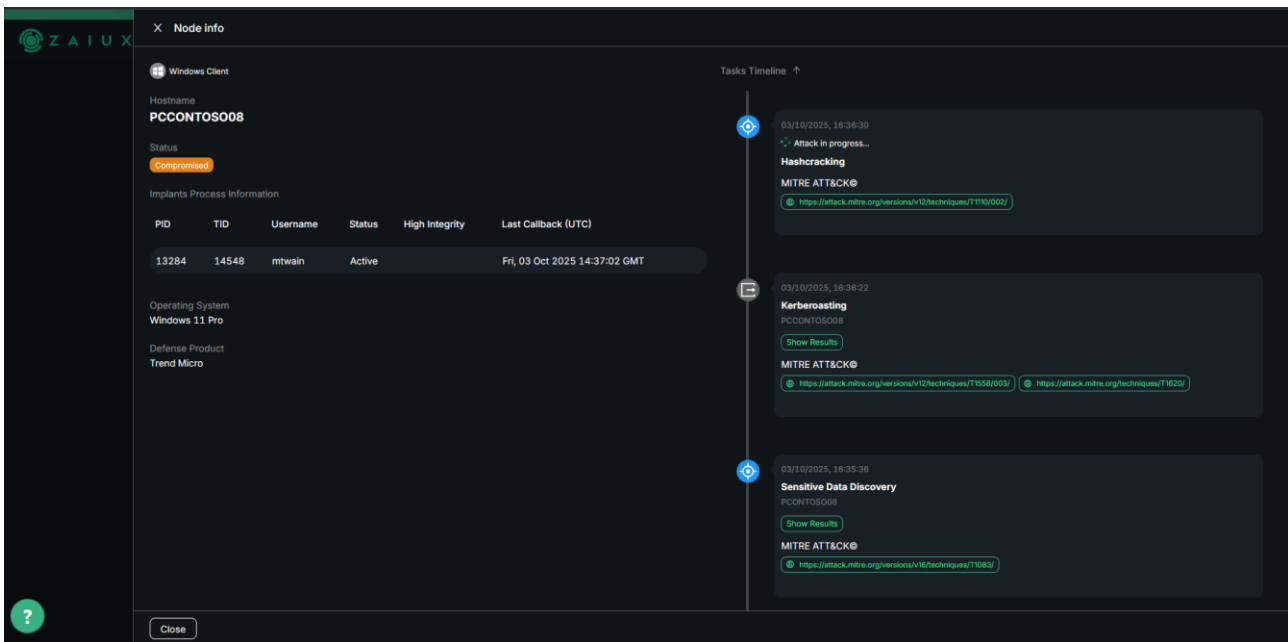 ZAIUX
Node info
Windows Client
Hostname
PCCONTOSO08
Status
Compromised
Implants Process Information
PID TID Username Status High Integrity Last Callback (UTC)
13284 14548 mtwain Active Fri, 03 Oct 2025 14:37:02 GMT
Operating System
Windows 11 Pro
Defense Product
Trend Micro
Close
?
Tasks Timeline ↑
03/10/2025, 16:36:30
Attack in progress...
Hashcracking
MITRE ATT&CK©
https://attack.mitre.org/versions/v12/techniques/T1110/002/
03/10/2025, 16:36:22
Kerberoasting
PCCONTOSO08
Show Results
MITRE ATT&CK©
https://attack.mitre.org/versions/v12/techniques/T1558/003/ https://attack.mitre.org/techniques/T1620/
03/10/2025, 16:35:36
Sensitive Data Discovery
PCONTOSO08
Show Results
MITRE ATT&CK©
https://attack.mitre.org/versions/v16/techniques/T1083/